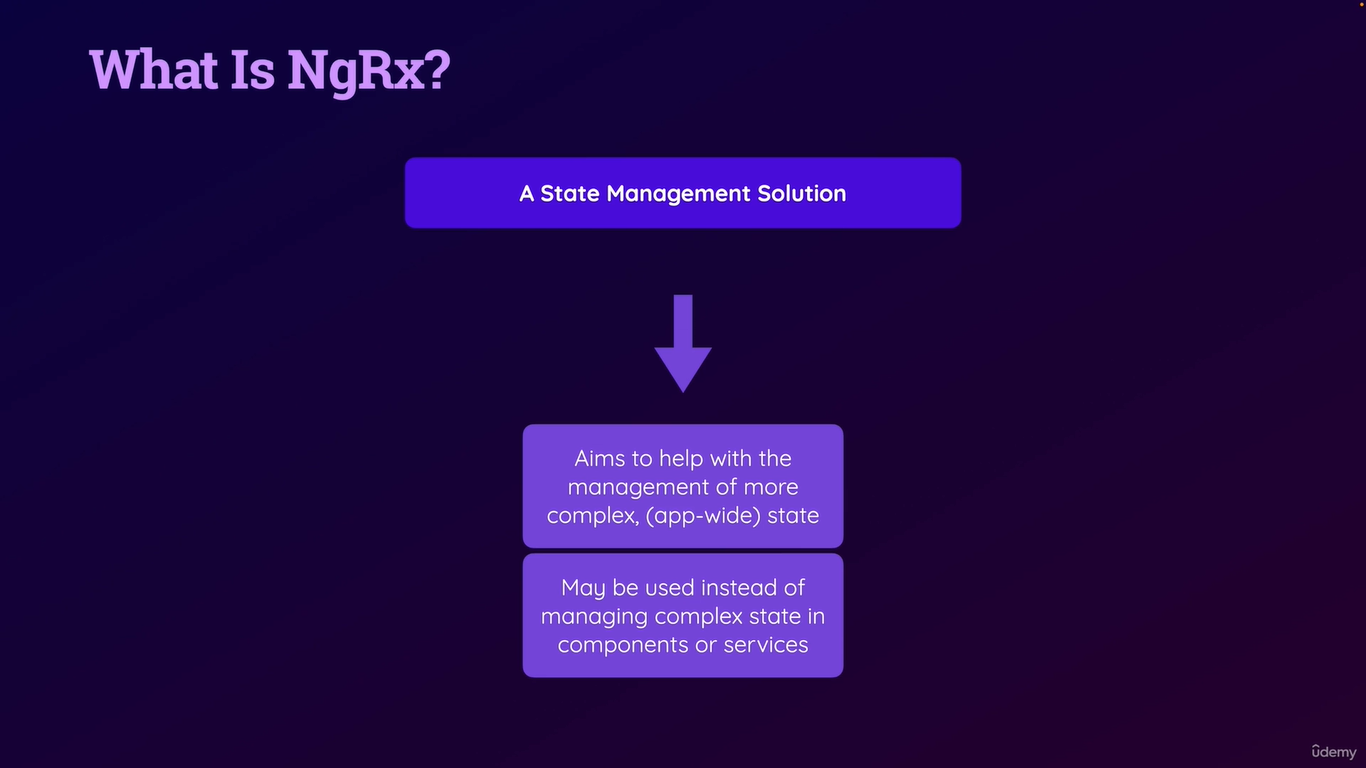 What Is NgRx?
A State Management Solution
Aims to help with the
management of more
complex, (app-wide) state
May be used instead of
managing complex state in
components or services
ûdemy